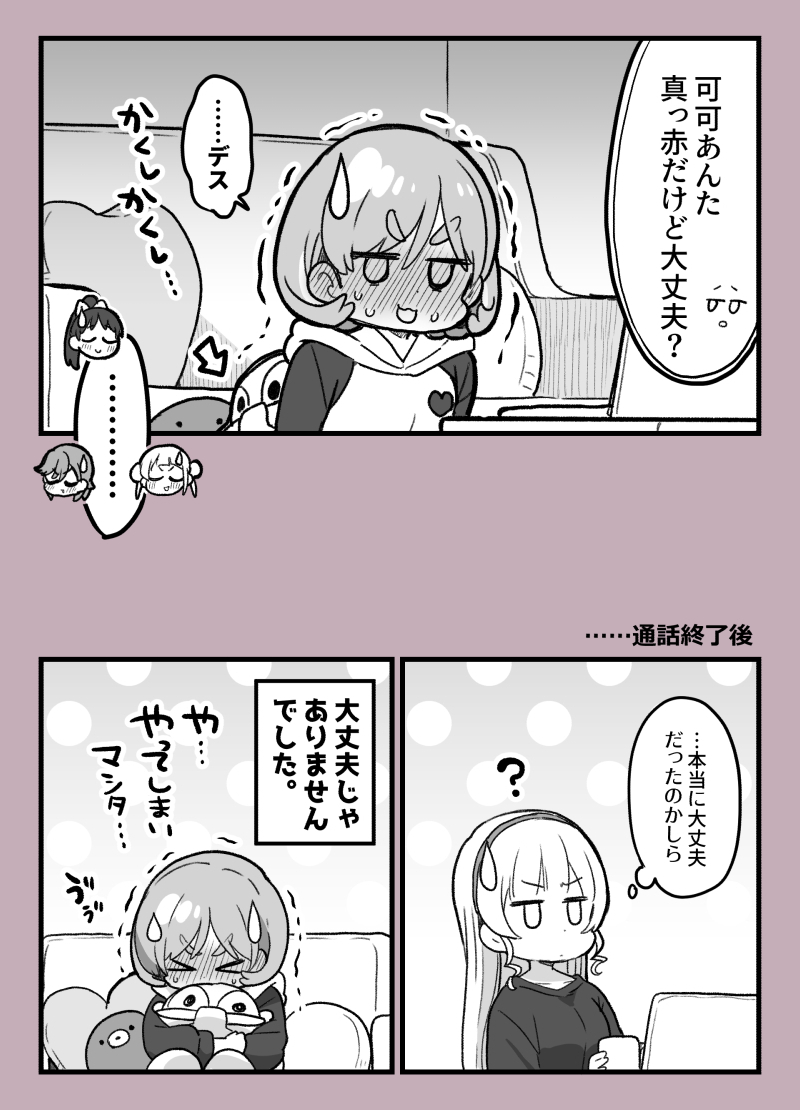 可可あんた
真っ赤だけど大丈夫？
……デス
かくしかくし…
………
……通話終了後
…本当に大丈夫
だったのかしら
？
大丈夫じゃ
ありません
でした。
や…
やってしまい
マシタ…
ゔゔ